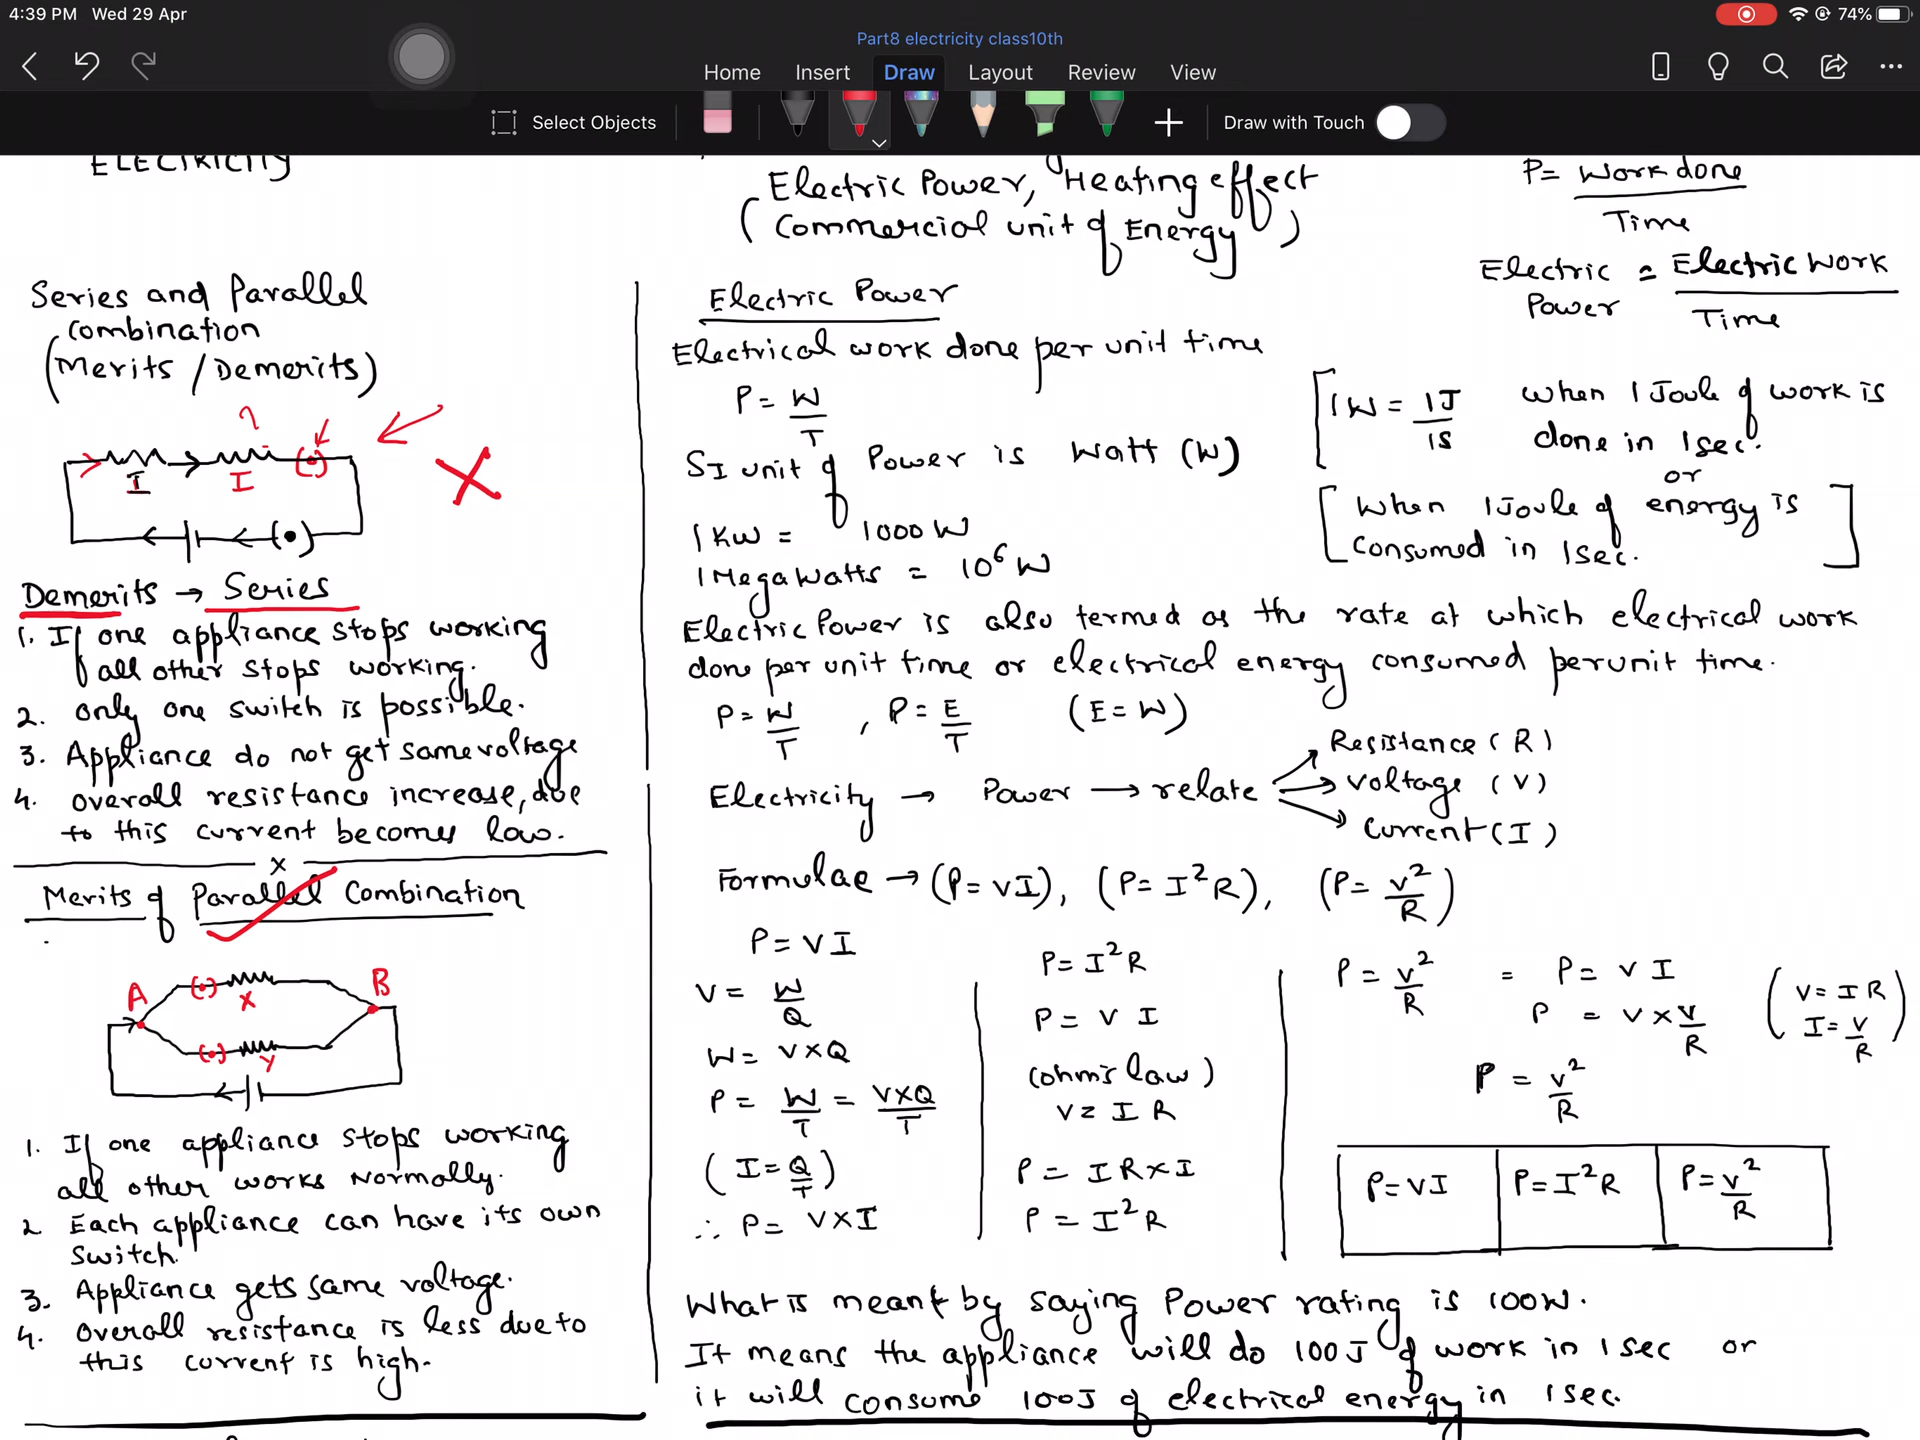 4:39 PM Wed 29 Apr
74%
Part8 electricity class10th
Home Insert Draw Layout Review View
Select Objects
Draw with Touch
ELECTRICITY
Series and Parallel
combination
(Merits / Demerits)
?
I I
Demerits → Series
1. If one appliance stops working
all other stops working.
2. only one switch is possible.
3. Appliance do not get same voltage
4. overall resistance increase, due
to this current becomes low.
x
Merits of Parallel Combination
A B
X
Y
1. If one appliance stops working
all other works Normally.
2 Each appliance can have its own
Switch.
3. Appliance gets same voltage.
4. Overall resistance is less due to
this current is high.
Electric Power, Heating effect
(Commercial unit of Energy)
Electric Power
Electrical work done per unit time
P = W/T
SI unit of Power is Watt (W)
1 KW = 1000 W
1 Mega Watts = 10⁶ W
P = Work done / Time
Electric Power = Electric Work / Time
[1W = 1J/1S when 1 Joule of work is
done in 1sec.
or
[When 1 Joule of energy is
consumed in 1sec.]
Electric Power is also termed as the rate at which electrical work
done per unit time or electrical energy consumed per unit time.
P = W/T , P = E/T (E = W)
Electricity → Power → relate
Resistance (R)
Voltage (V)
Current (I)
Formulae → (P = VI), (P = I²R), (P = V²/R)
P = VI
V = W/Q
W = V×Q
P = W/T = V×Q/T
(I = Q/T)
∴ P = V×I
P = I²R
P = V I
(ohm's law)
V = I R
P = I R × I
P = I²R
P = V²/R = P = V I
P = V × V/R
(V = I R
I = V/R)
P = V²/R
P = VI P = I²R P = V²/R
What is meant by saying Power rating is 100W.
It means the appliance will do 100J of work in 1 sec or
it will consume 100J of electrical energy in 1sec.